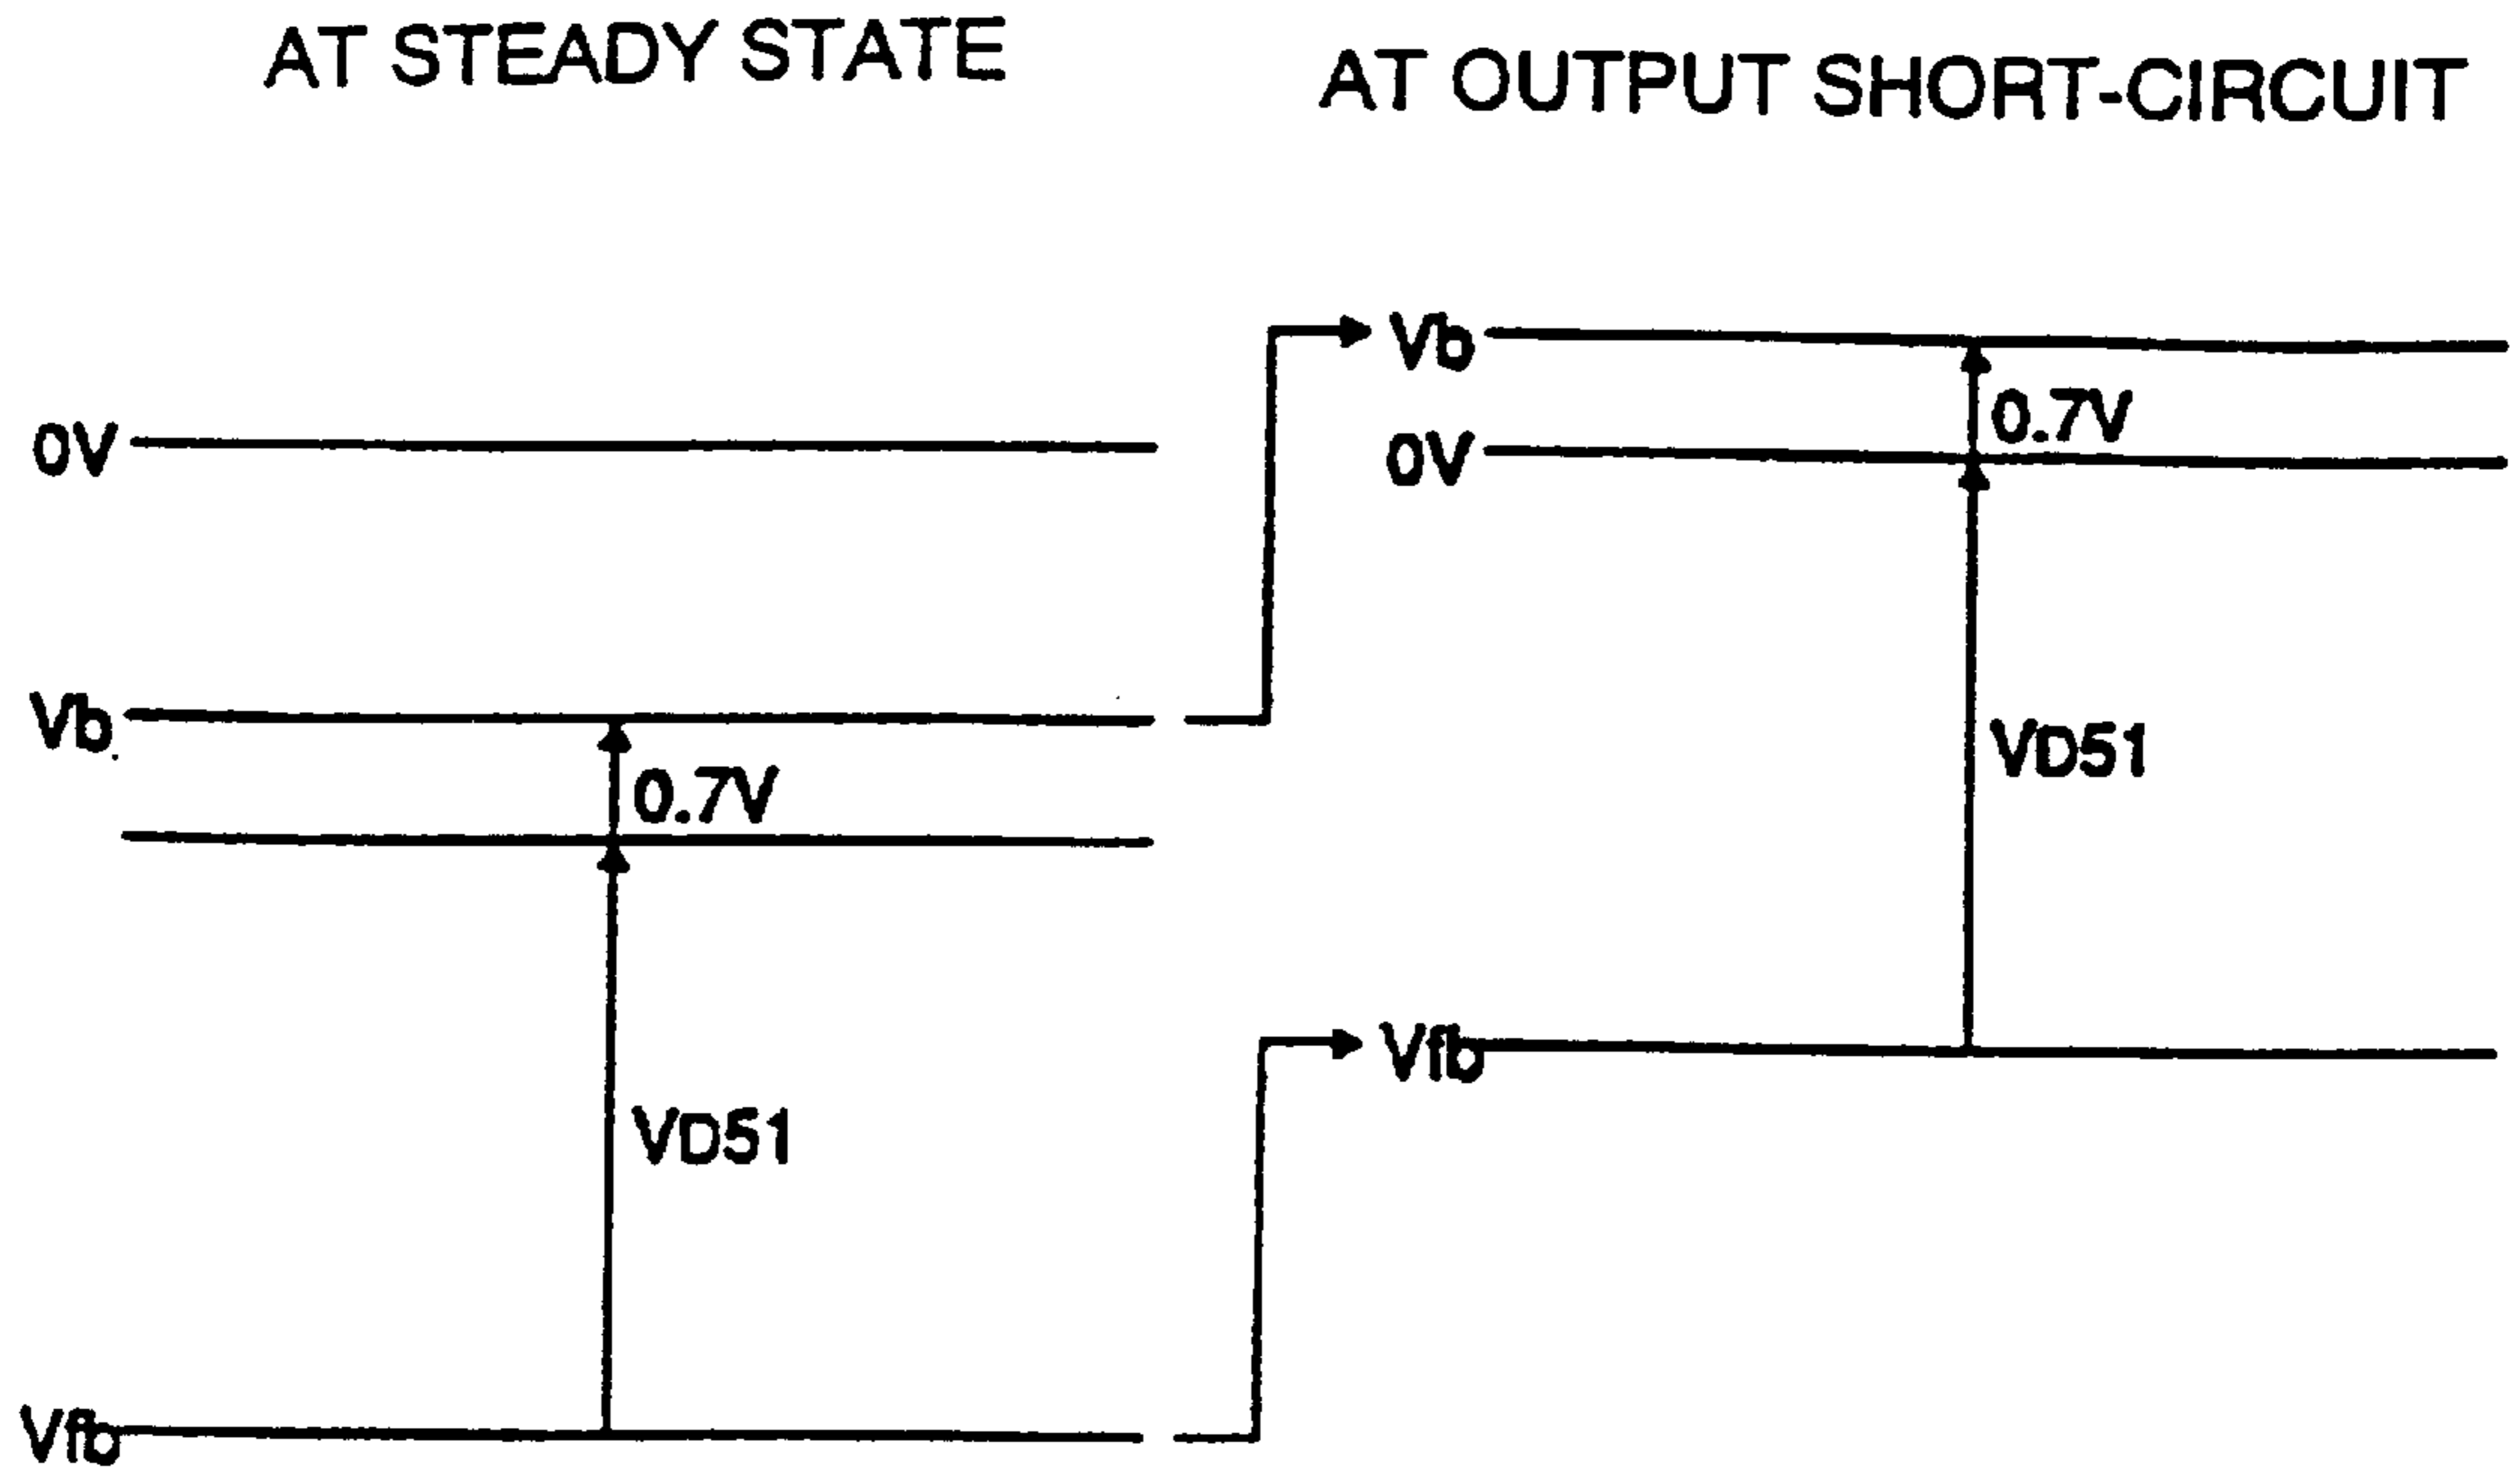 AT STEADY STATE
AT OUTPUT SHORT-CIRCUIT
0V
Vb
0.7V
VD51
Vfb
Vb
0.7V
0V
VD51
Vfb